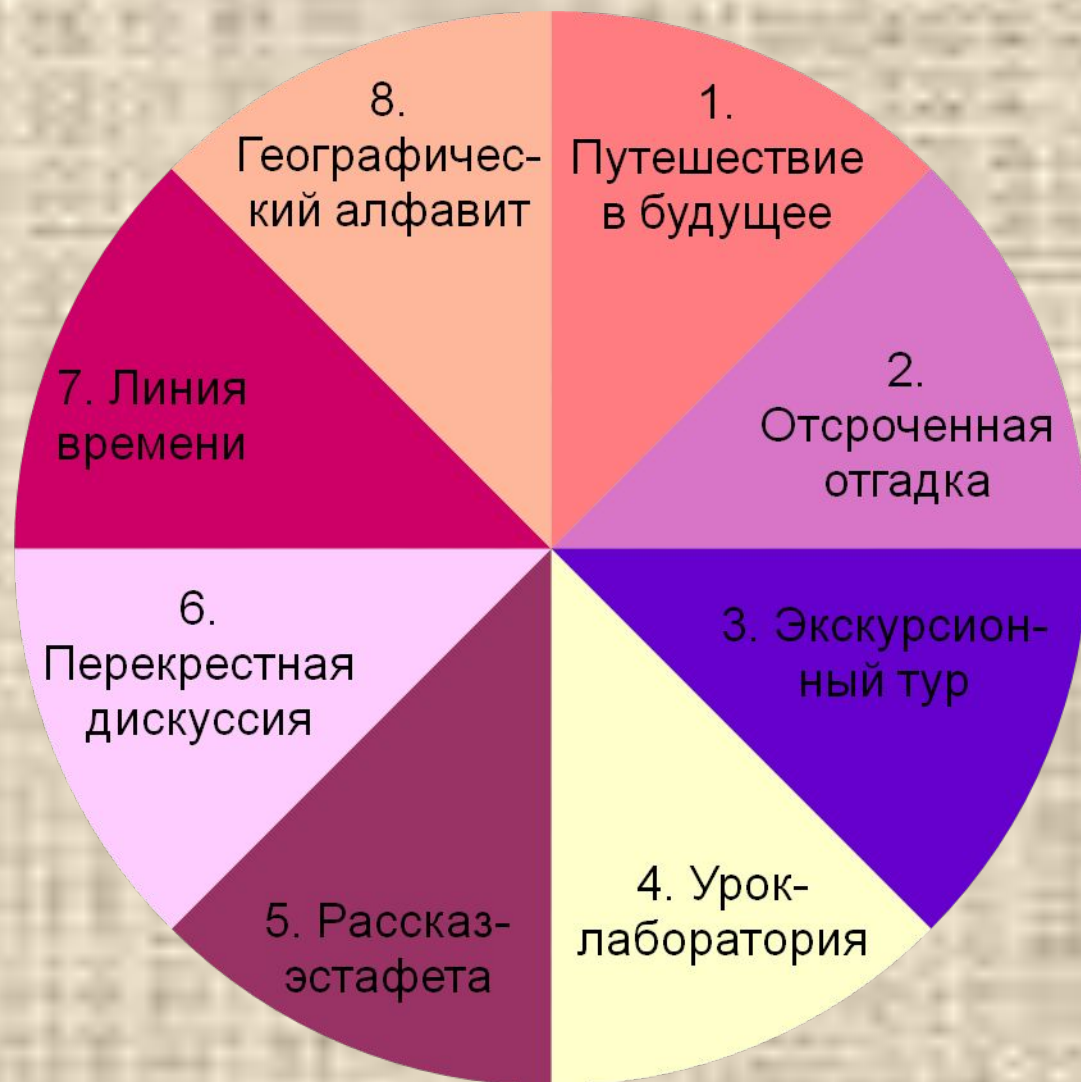 1.
Путешествие
в будущее
2.
Отсроченная
отгадка
3. Экскурсион-
ный тур
4. Урок-
лаборатория
5. Рассказ-
эстафета
6.
Перекрестная
дискуссия
7. Линия
времени
8.
Географичес-
кий алфавит